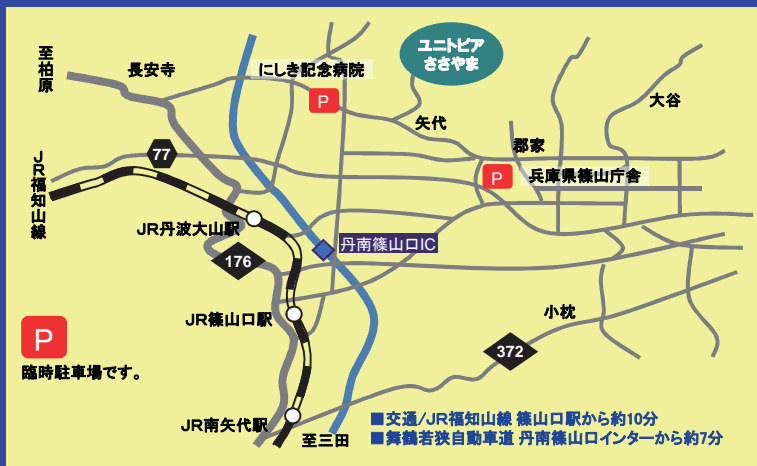 ユニトピア
ささやま
至柏原
長安寺
にしき記念病院
P
矢代
大谷
郡家
77
JR福知山線
P
兵庫県篠山庁舎
JR丹波大山駅
丹南篠山口IC
176
JR篠山口駅
小枕
P
372
臨時駐車場です。
JR南矢代駅
至三田
■交通/JR福知山線 篠山口駅から約10分
■舞鶴若狭自動車道 丹南篠山口インターから約7分